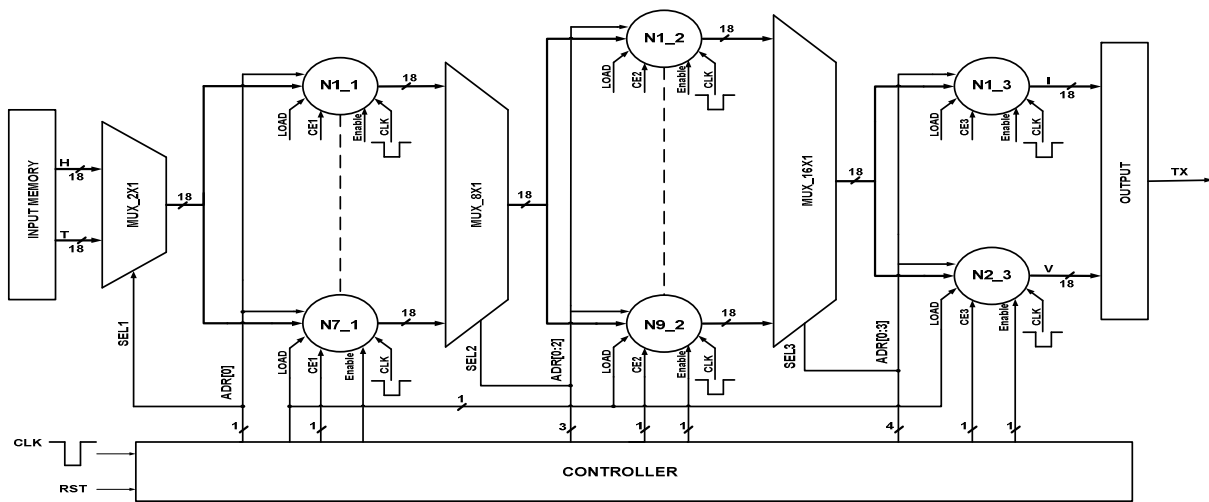 INPUT MEMORY
H
18
T
18
MUX_2X1
18
SEL1
ADR[0]
N1_1
18
LOAD
CE1
Enable
CLK
N7_1
18
LOAD
CE1
Enable
CLK
MUX_8X1
18
SEL2
ADR[0:2]
N1_2
18
LOAD
CE2
Enable
CLK
N9_2
18
LOAD
CE2
Enable
CLK
MUX_16X1
18
SEL3
ADR[0:3]
N1_3
I
18
LOAD
CE3
Enable
CLK
N2_3
V
18
LOAD
CE3
Enable
CLK
OUTPUT
TX
1
1
1
3
1
1
4
1
1
CLK
RST
CONTROLLER